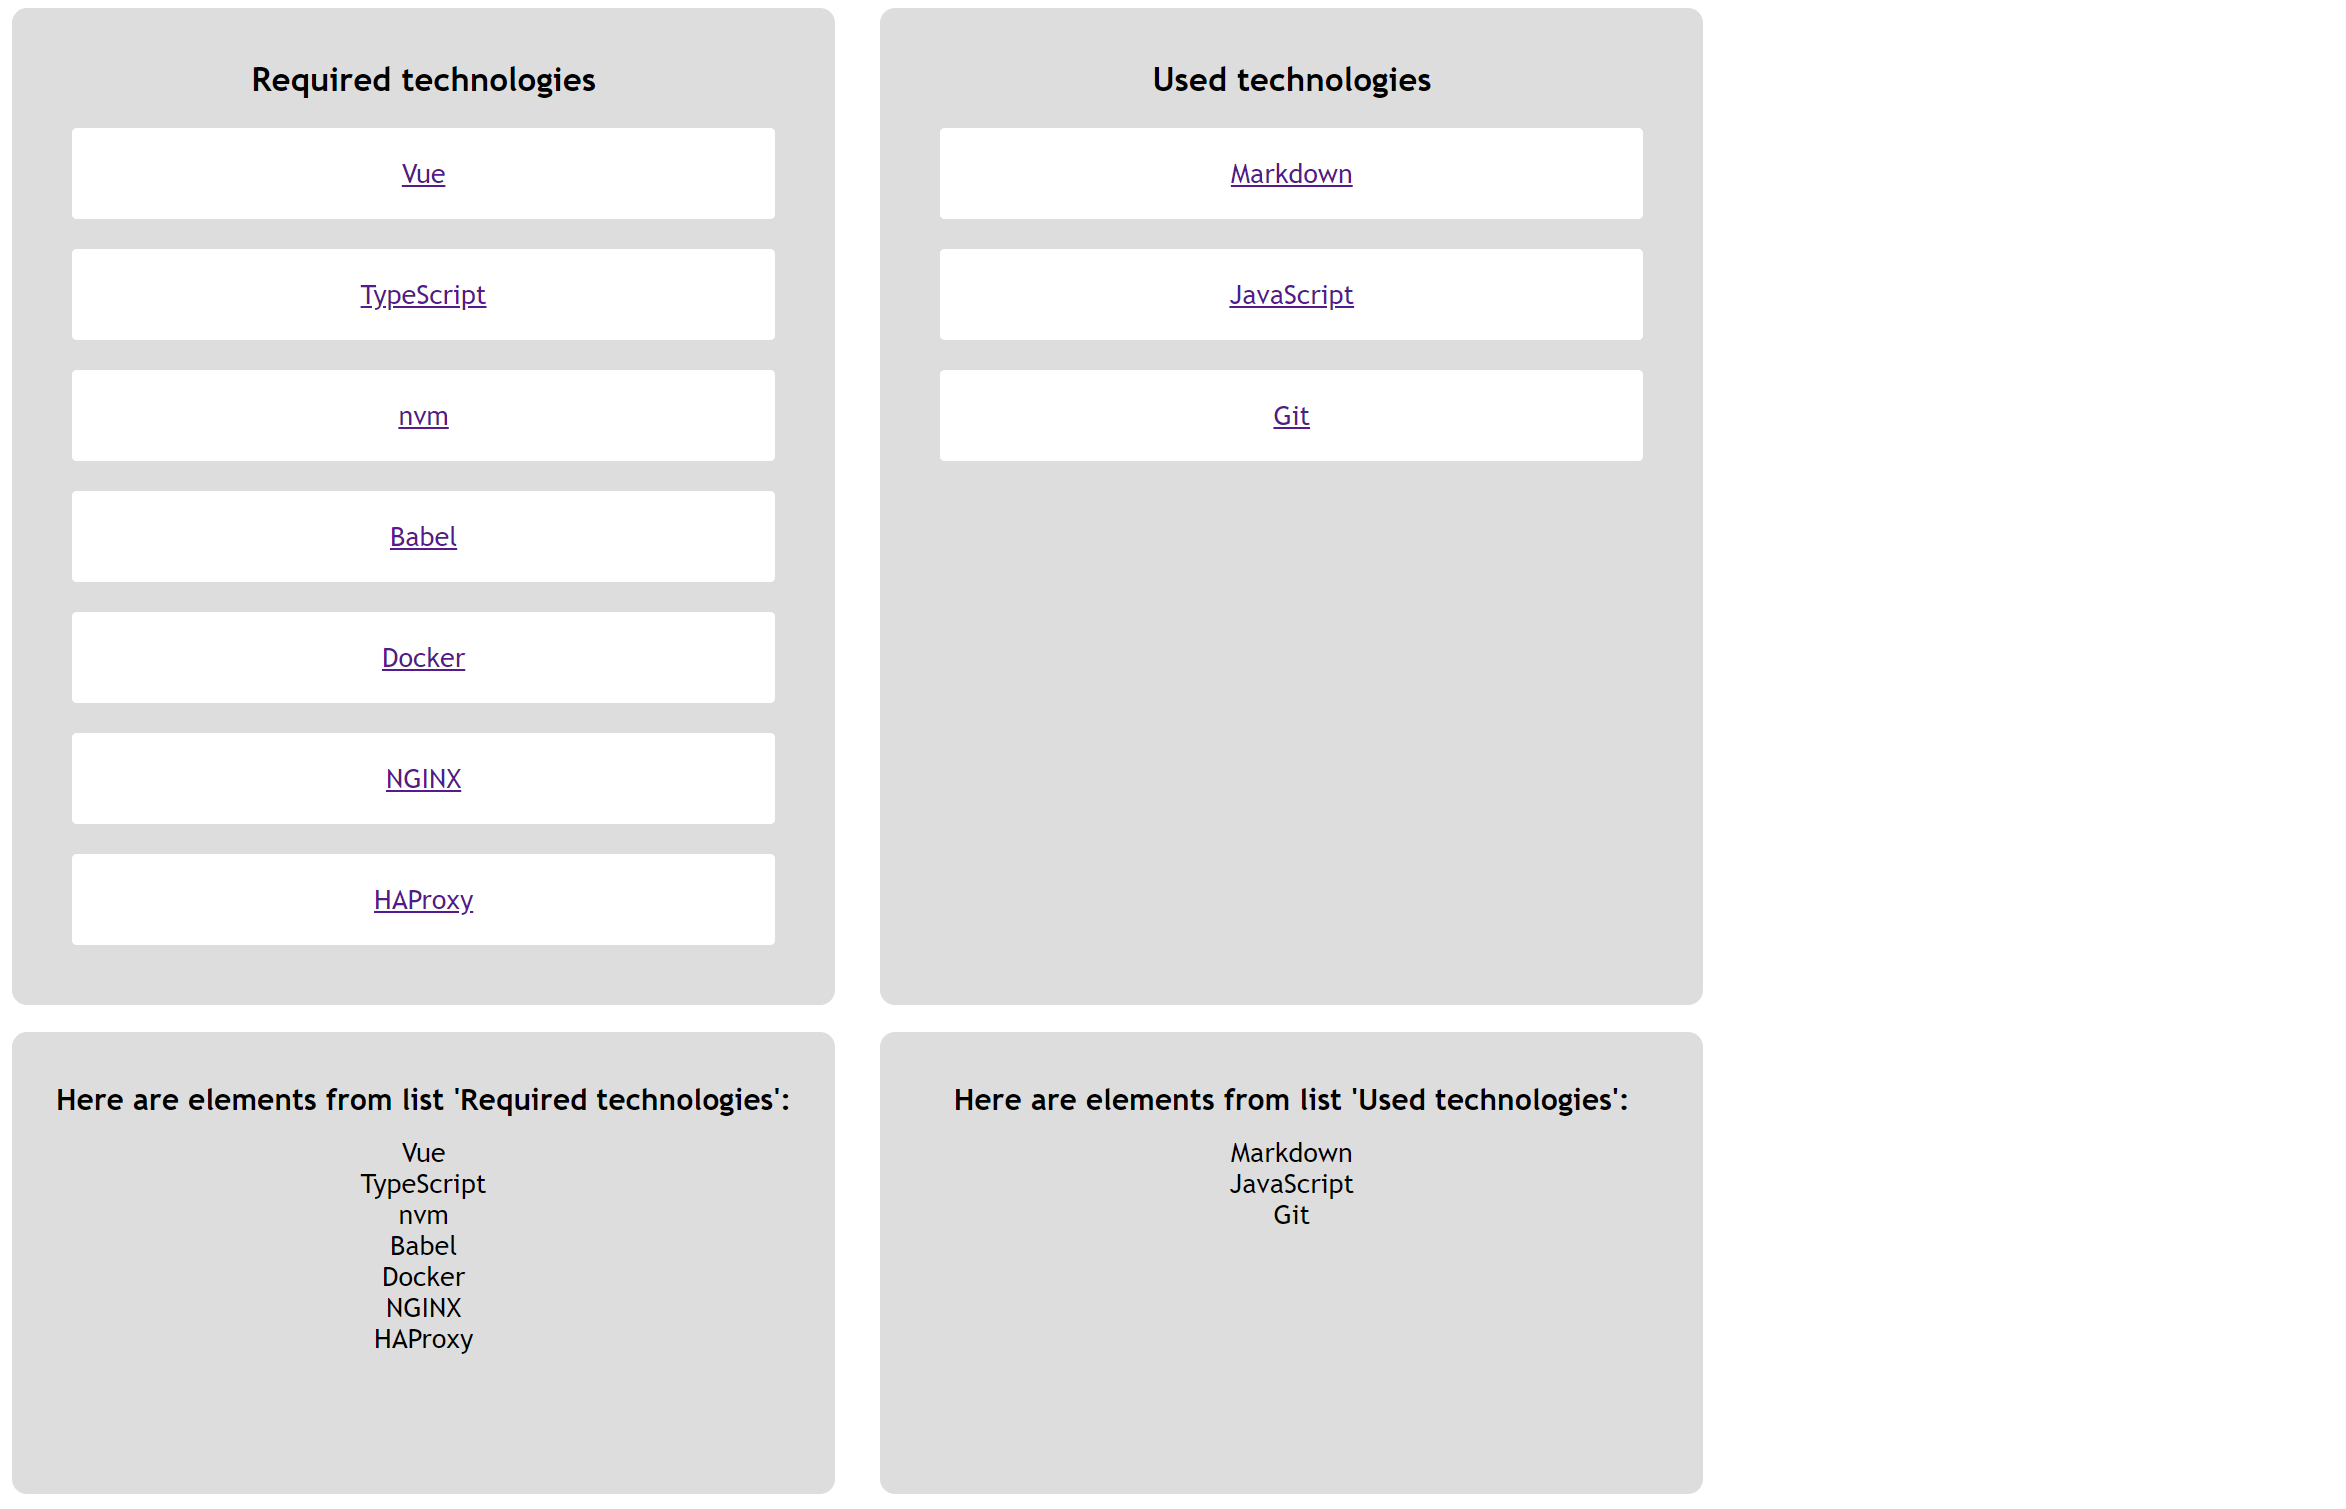 Required technologies
Vue
TypeScript
nvm
Babel
Docker
NGINX
HAProxy
Used technologies
Markdown
JavaScript
Git
Here are elements from list 'Required technologies':
Vue
TypeScript
nvm
Babel
Docker
NGINX
HAProxy
Here are elements from list 'Used technologies':
Markdown
JavaScript
Git